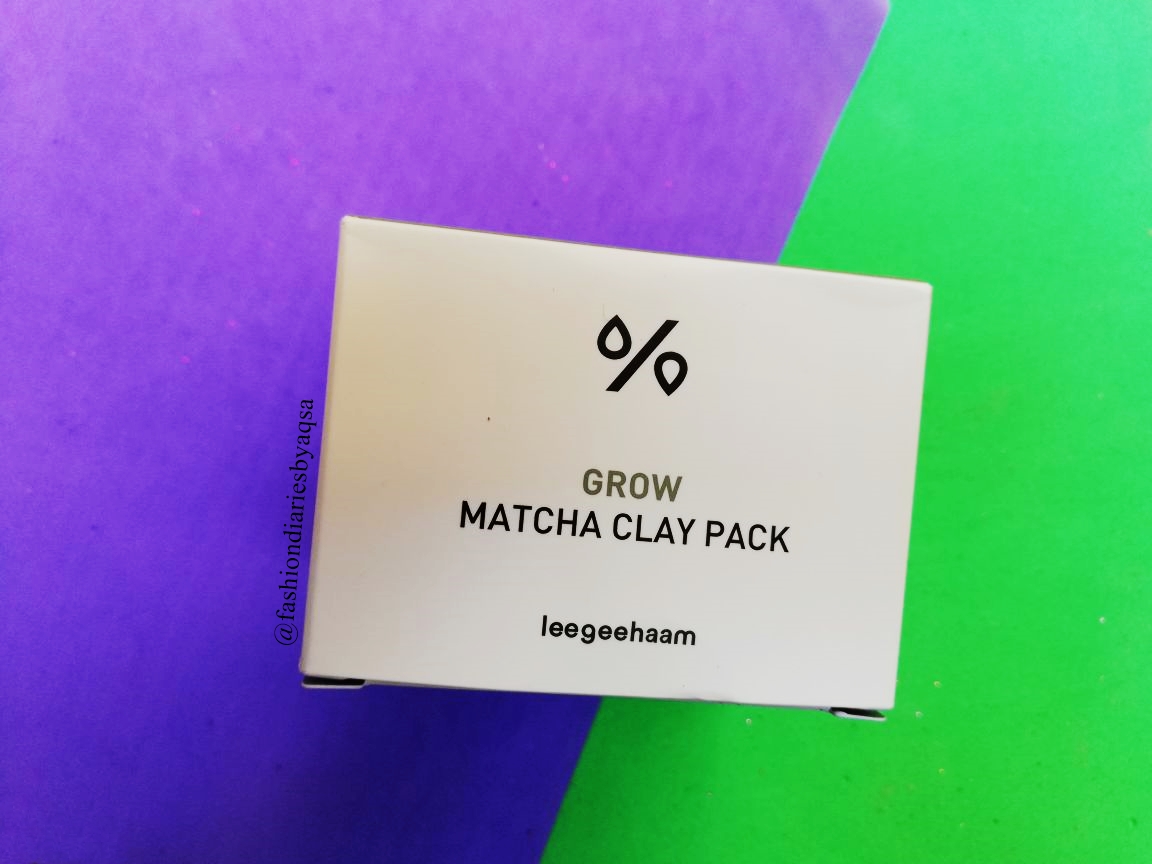 %
GROW
MATCHA CLAY PACK
leegeehaam
@fashiondiariesbyaqsa